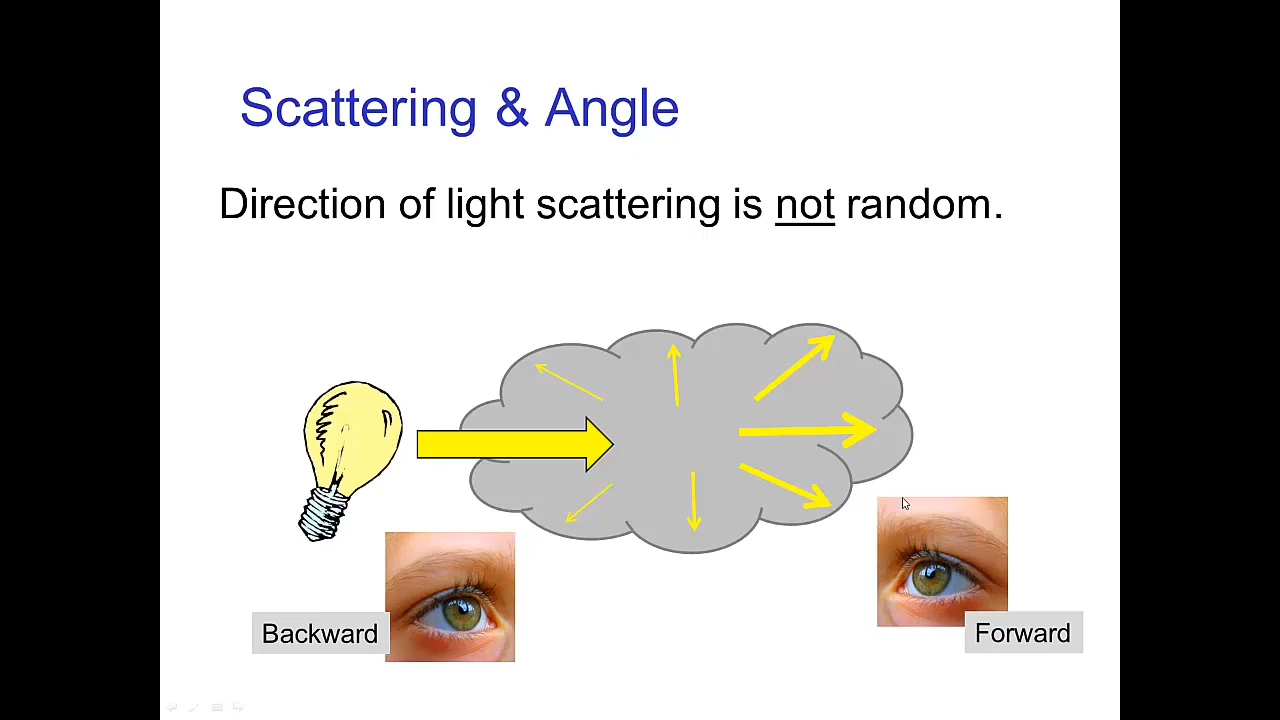 Scattering & Angle
Direction of light scattering is not random.
Backward
Forward